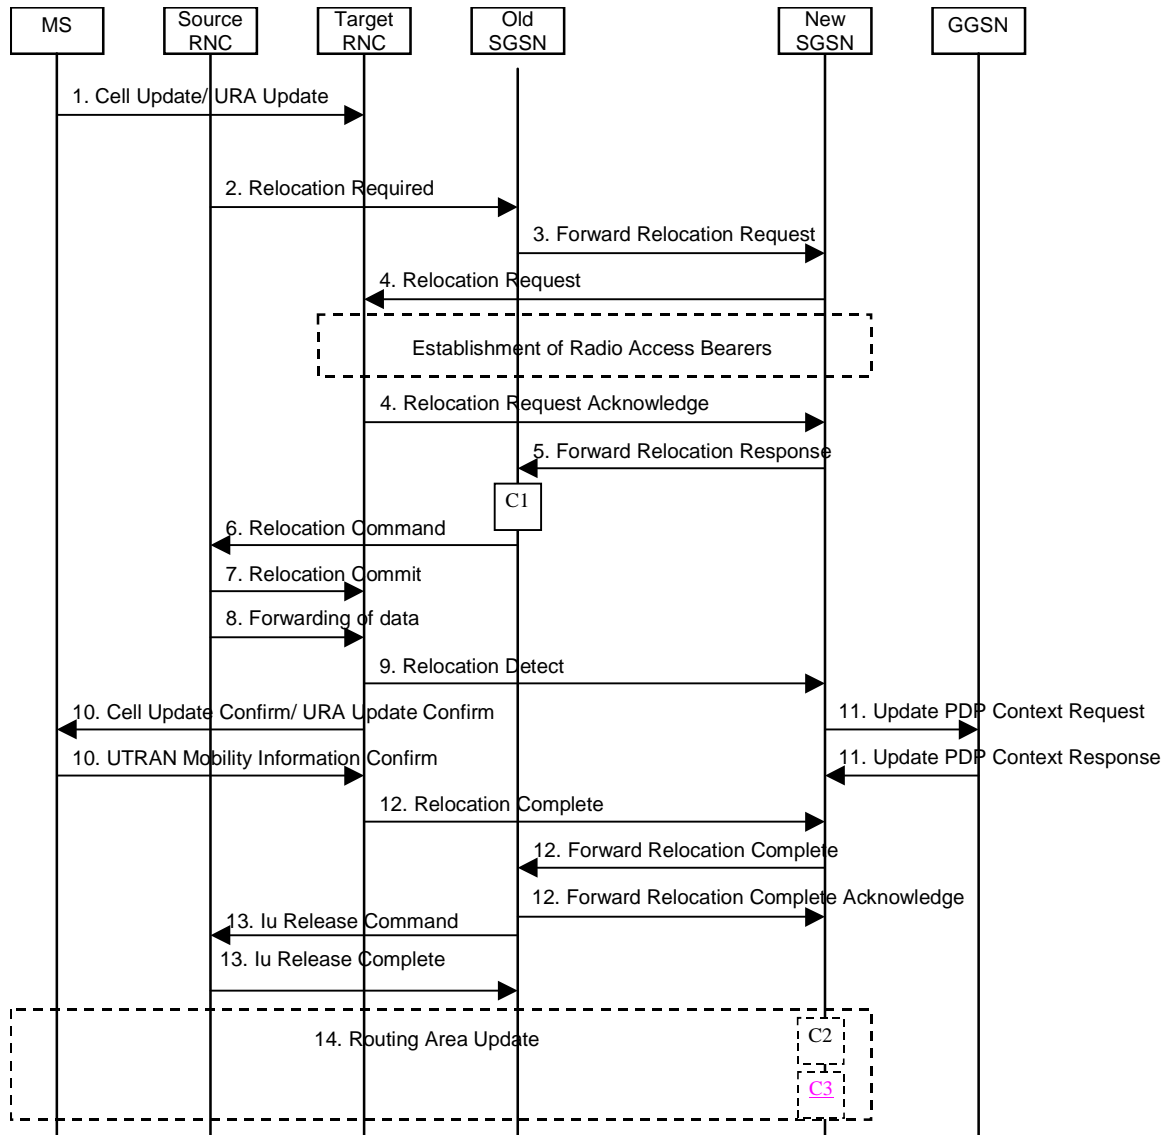 MS
Source
RNC
Target
RNC
Old
SGSN
New
SGSN
GGSN
1. Cell Update/ URA Update
2. Relocation Required
3. Forward Relocation Request
4. Relocation Request
Establishment of Radio Access Bearers
4. Relocation Request Acknowledge
5. Forward Relocation Response
C1
6. Relocation Command
7. Relocation Commit
8. Forwarding of data
9. Relocation Detect
10. Cell Update Confirm/ URA Update Confirm
11. Update PDP Context Request
10. UTRAN Mobility Information Confirm
11. Update PDP Context Response
12. Relocation Complete
12. Forward Relocation Complete
12. Forward Relocation Complete Acknowledge
13. Iu Release Command
13. Iu Release Complete
14. Routing Area Update
C2
C3